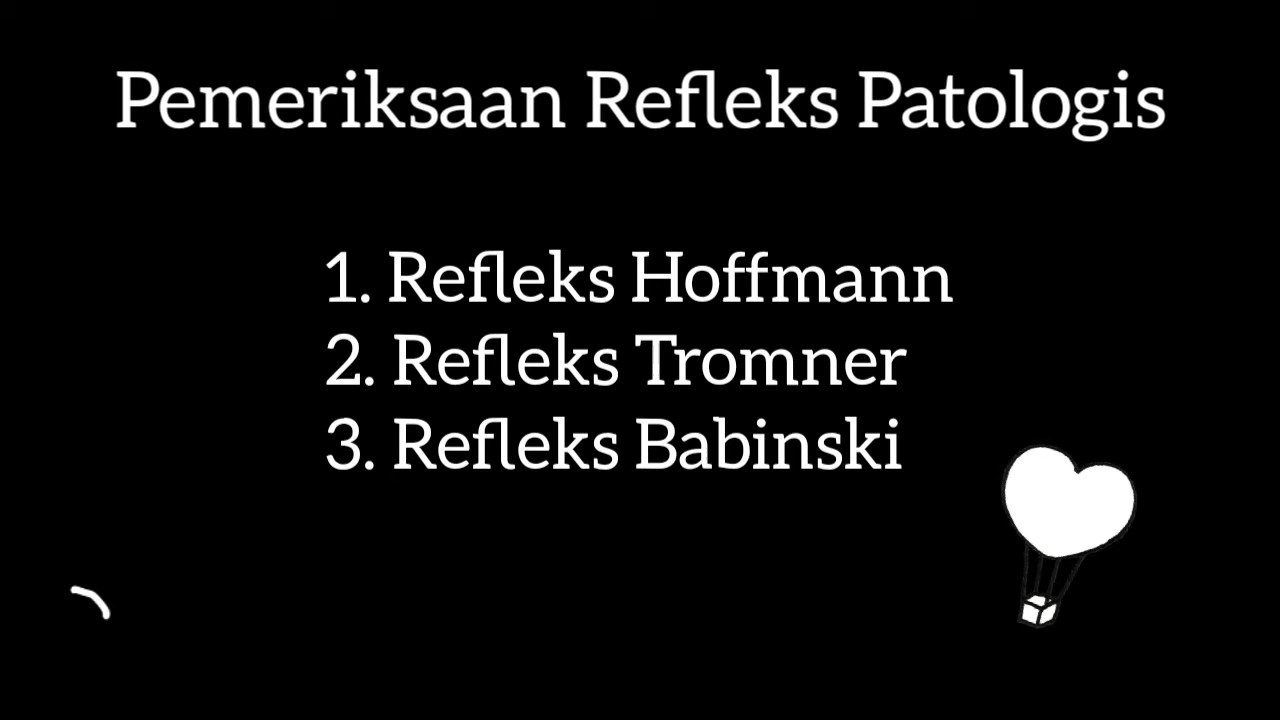 Pemeriksaan Refleks Patologis
1. Refleks Hoffmann
2. Refleks Tromner
3. Refleks Babinski